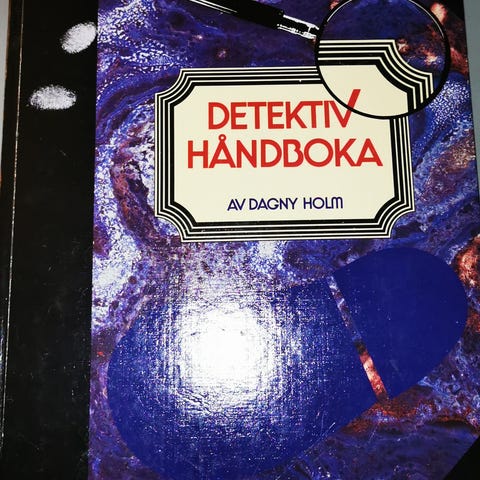 DETEKTIV
HÅNDBOKA
AV DAGNY HOLM